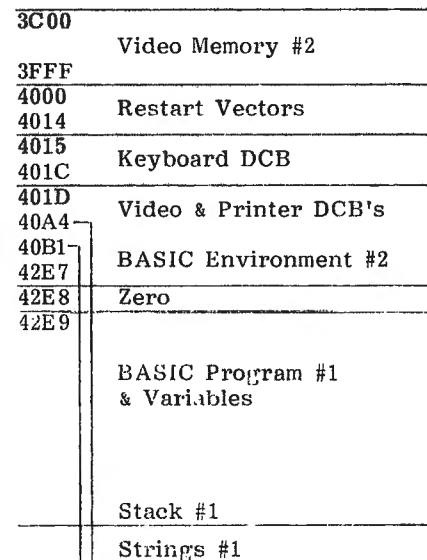 3C00
Video Memory #2
3FFF
4000
Restart Vectors
4014
4015
Keyboard DCB
401C
401D
Video & Printer DCB's
40A4
40B1
BASIC Environment #2
42E7
42E8 Zero
42E9
BASIC Program #1
& Variables
Stack #1
Strings #1